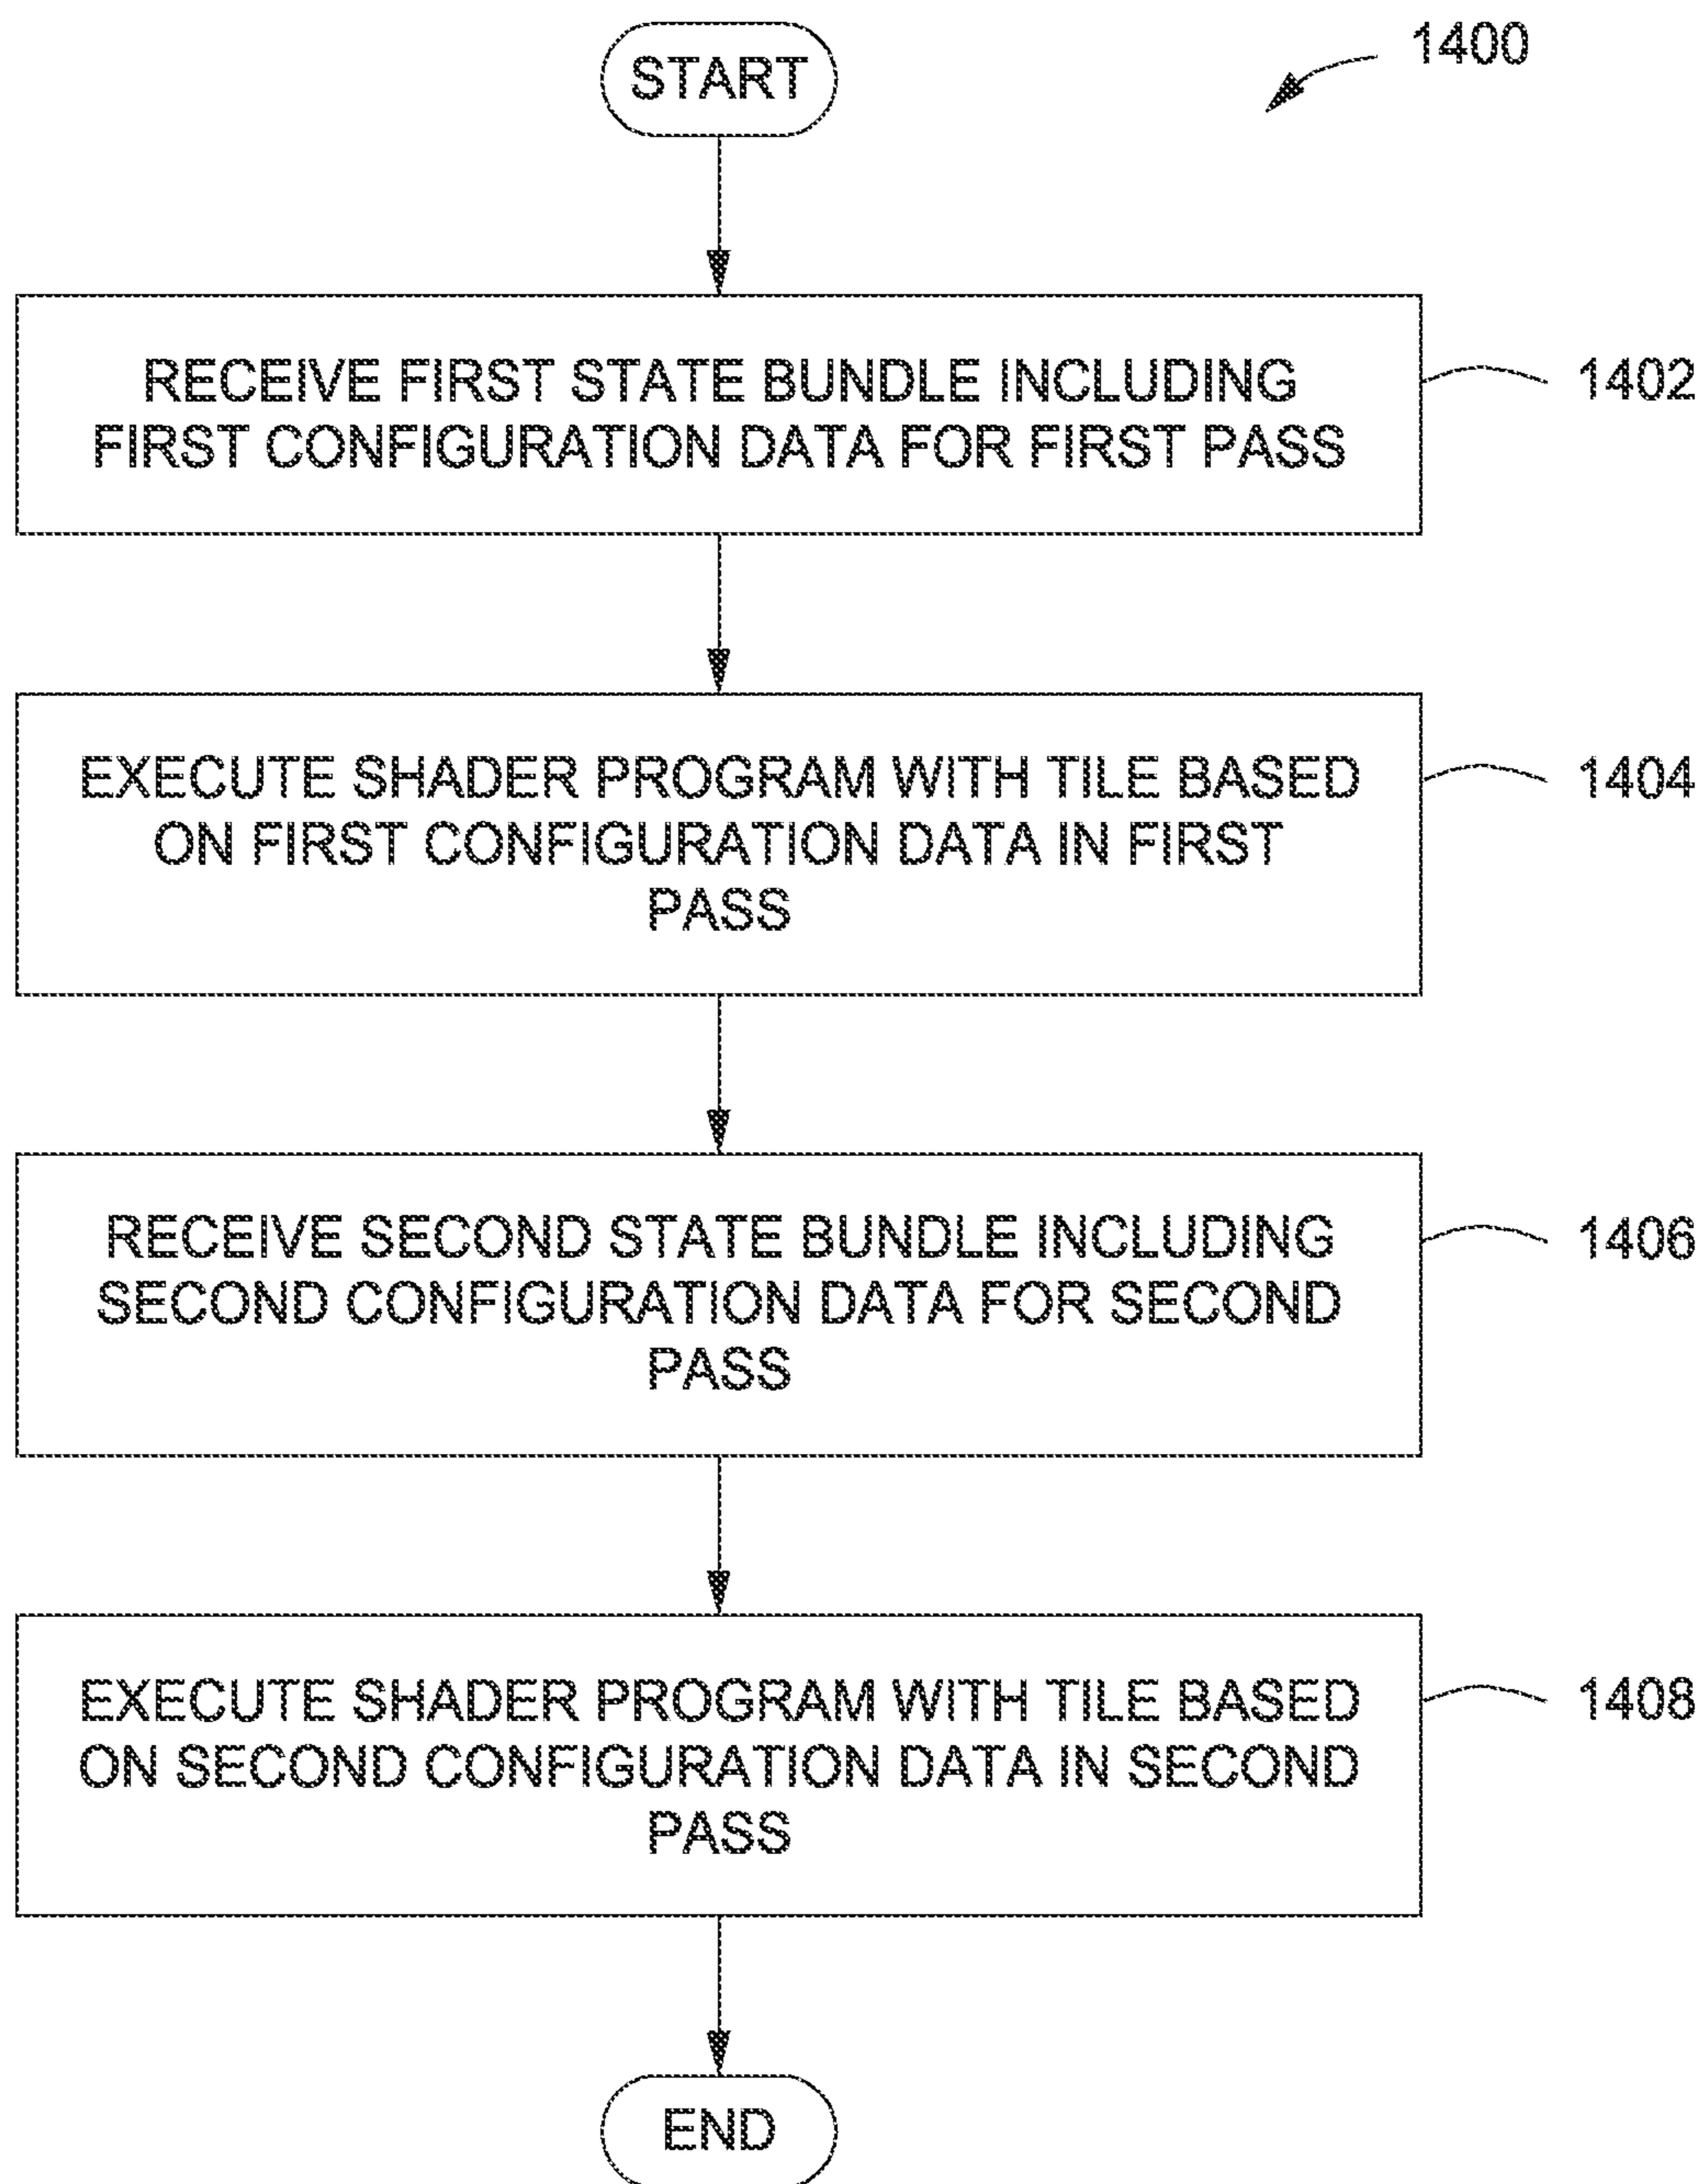 START
1400
RECEIVE FIRST STATE BUNDLE INCLUDING
FIRST CONFIGURATION DATA FOR FIRST PASS
1402
EXECUTE SHADER PROGRAM WITH TILE BASED
ON FIRST CONFIGURATION DATA IN FIRST
PASS
1404
RECEIVE SECOND STATE BUNDLE INCLUDING
SECOND CONFIGURATION DATA FOR SECOND
PASS
1406
EXECUTE SHADER PROGRAM WITH TILE BASED
ON SECOND CONFIGURATION DATA IN SECOND
PASS
1408
END